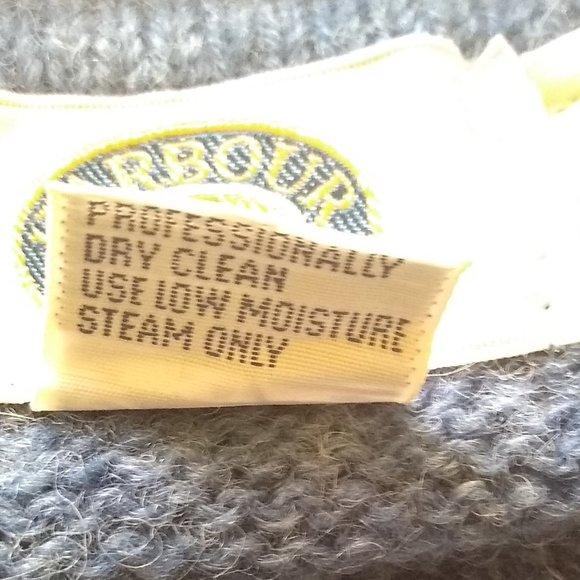 RBOUR
PROFESSIONALLY
DRY CLEAN
USE LOW MOISTURE
STEAM ONLY